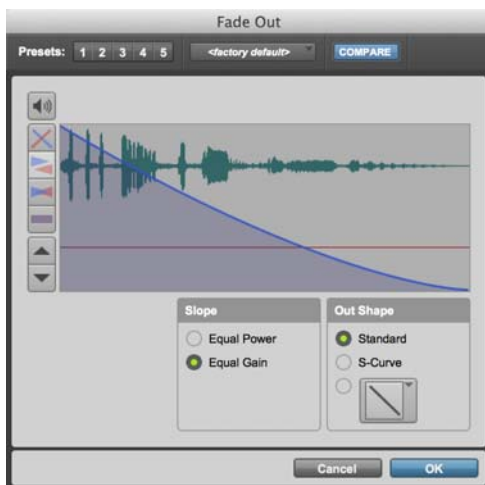 Fade Out
Presets: 1 2 3 4 5 <factory default> COMPARE
Slope
Equal Power
Equal Gain
Out Shape
Standard
S-Curve
Cancel
OK